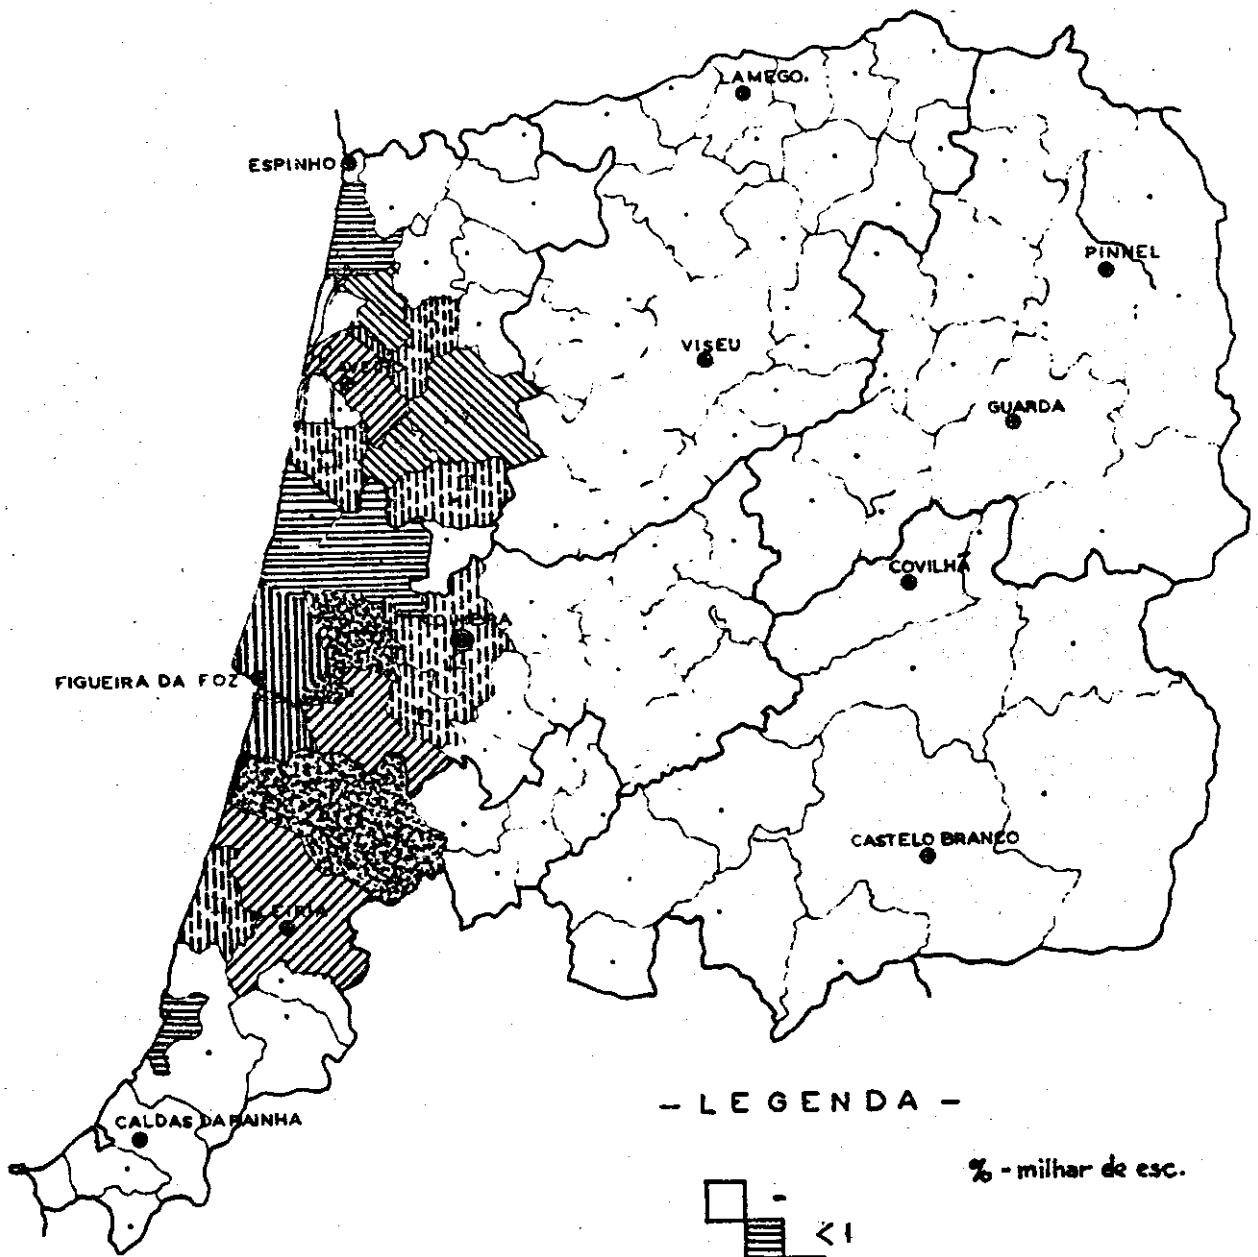 LAMEGO.
ESPINHO
PINHEL
VISEU
GUARDA
COVILHÃ
FIGUEIRA DA FOZ
CASTELO BRANCO
LEIRIA
CALDAS DA RAINHA
- LEGENDA -
% - milhar de esc.
-
<1